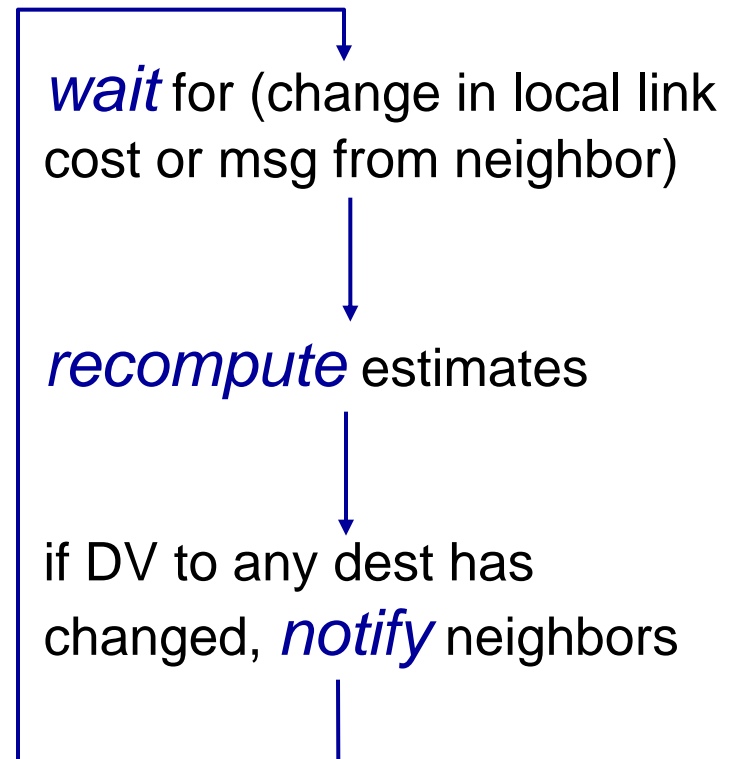 wait for (change in local link
cost or msg from neighbor)
recompute estimates
if DV to any dest has
changed, notify neighbors